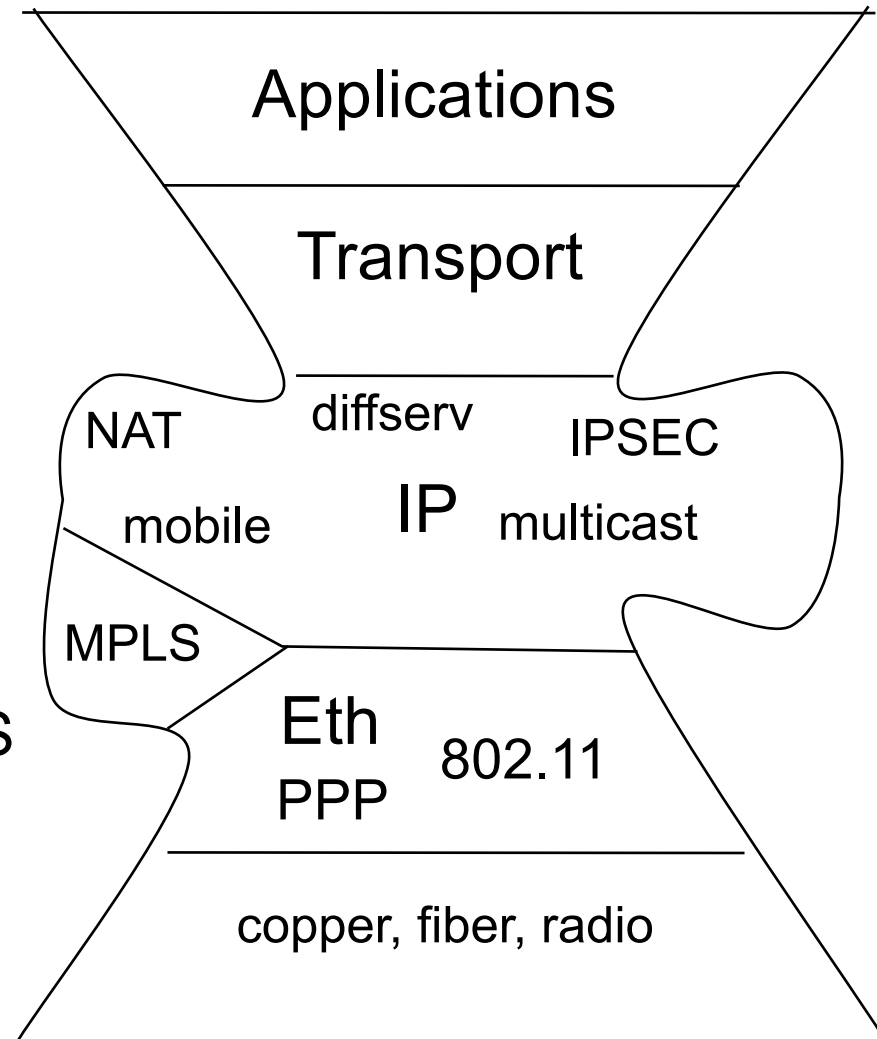 Applications
Transport
diffserv
NAT
IPSEC
IP
mobile
multicast
MPLS
S
Eth
802.11
PPP
copper, fiber, radio